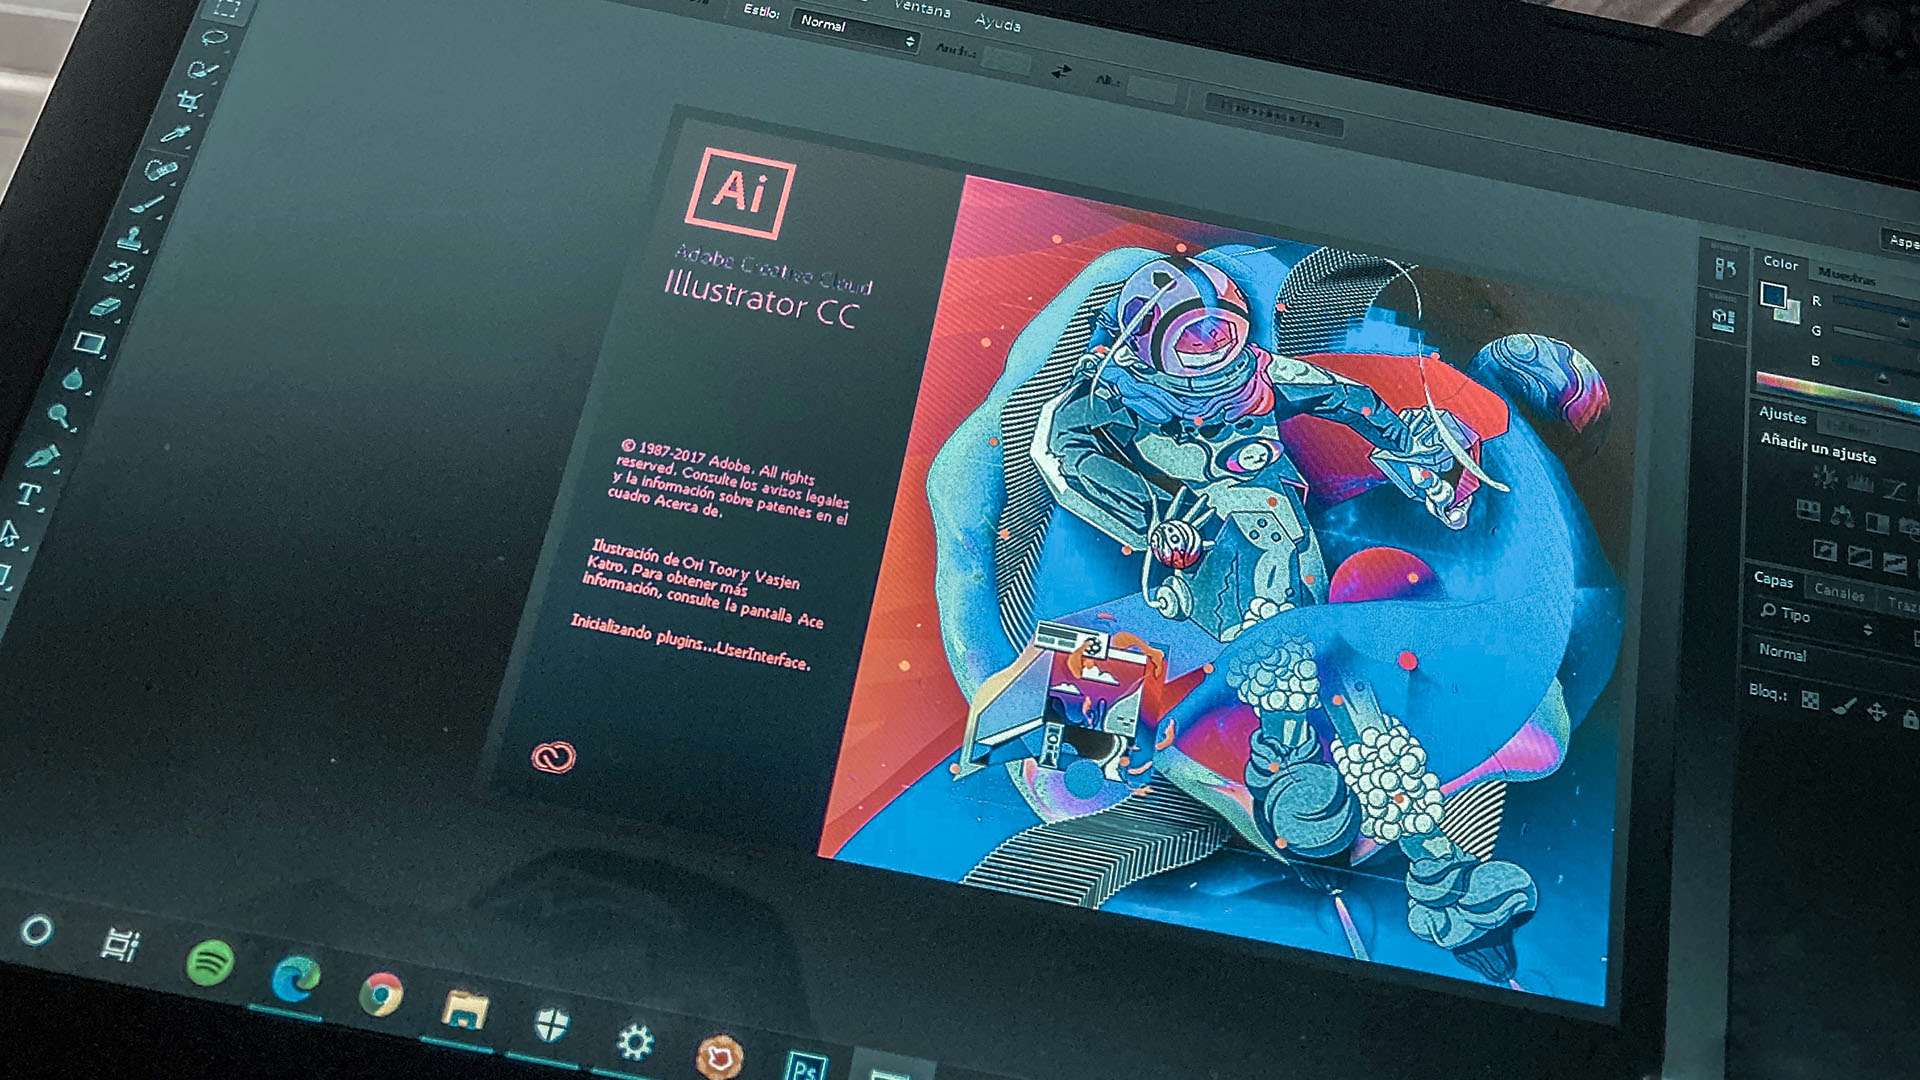 Ventana
Ayuda
Estilo:
Normal
Anch.:
Alt.:
Ai
Adobe Creative Cloud
Illustrator CC
© 1987-2017 Adobe. All rights
reserved. Consulte los avisos legales
y la información sobre patentes en el
cuadro Acerca de.
Ilustración de Ori Toor y Vasjen
Katro. Para obtener más
información, consulte la pantalla Ace
Inicializando plugins...UserInterface.
Aspe
Color
Muestras
R
G
B
Ajustes
Añadir un ajuste
Capas
Canales
Traz
Tipo
Normal
Bloq.:
T
Ps